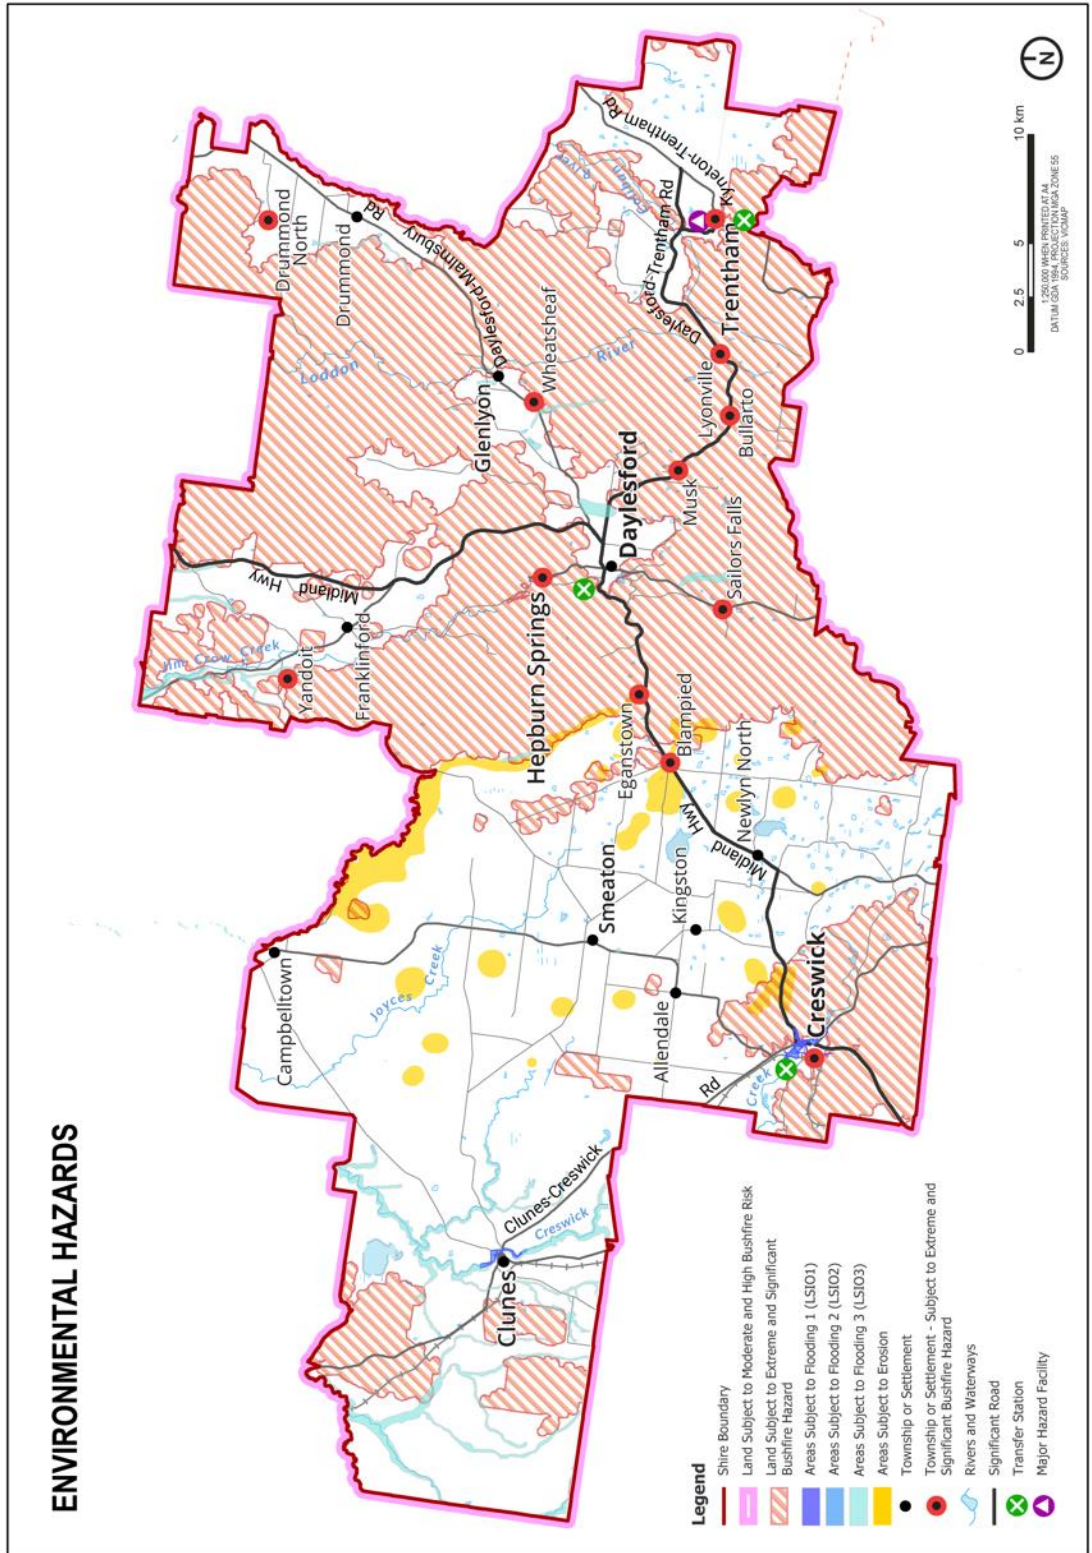 ENVIRONMENTAL HAZARDS
Drummond
North
Drummond
Rd
Daylesford-Malmsbury
Loddon
Glenlyon
Wheatsheaf
River
Coliban
River
Kyneton-Trentham Rd
Daylesford-Trentham Rd
Trentham
Lyonville
Bullarto
Musk
Daylesford
Sailors Falls
Hepburn Springs
Midland
Hwy
Jim Crow Creek
Yandoit
Franklinford
Eganstown
Blampied
Midland
Hwy
Newlyn North
Kingston
Smeaton
Campbelltown
Joyces Creek
Allendale
Creswick
Rd
Creek
Clunes-Creswick
Creswick
Clunes
Legend
Shire Boundary
Land Subject to Moderate and High Bushfire Risk
Land Subject to Extreme and Significant
Bushfire Hazard
Areas Subject to Flooding 1 (LSIO1)
Areas Subject to Flooding 2 (LSIO2)
Areas Subject to Flooding 3 (LSIO3)
Areas Subject to Erosion
Township or Settlement
Township or Settlement - Subject to Extreme and
Significant Bushfire Hazard
Rivers and Waterways
Significant Road
Transfer Station
Major Hazard Facility
0 2.5 5 10 km
1:250,000 WHEN PRINTED AT A4
DATUM GDA 1994, PROJECTION MGA ZONE 55
SOURCES: VICMAP
N